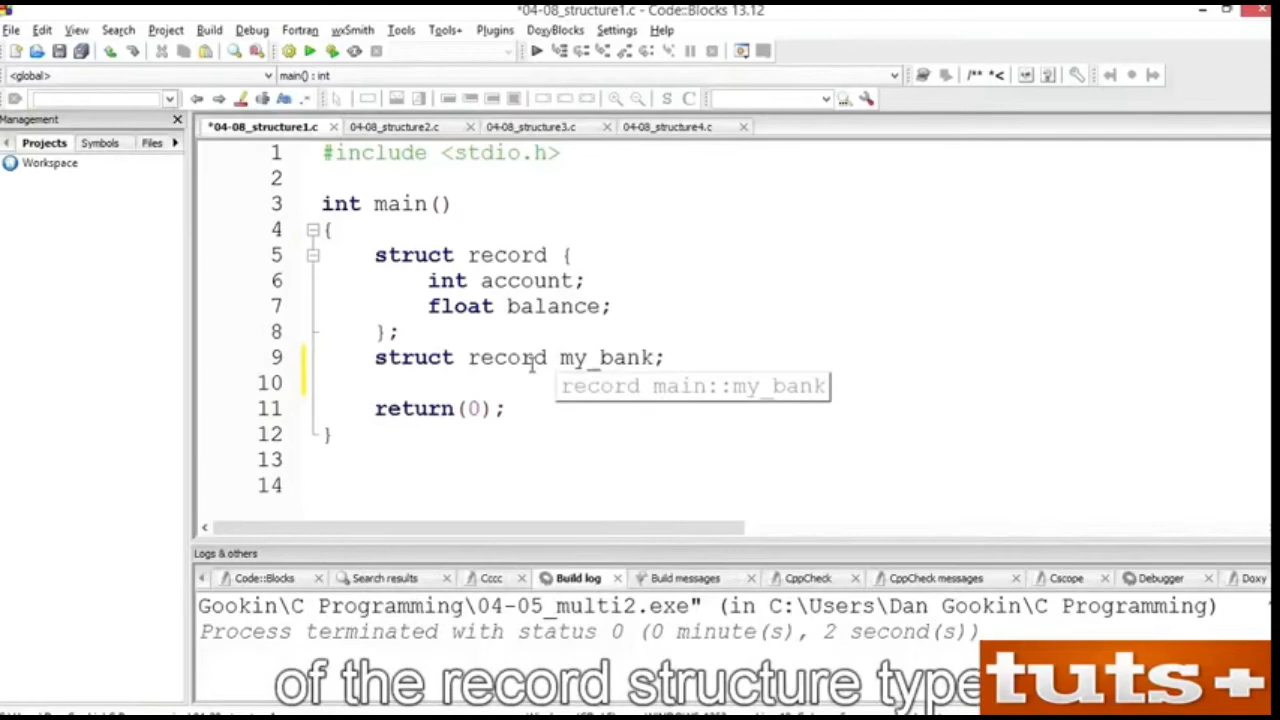 *04-08_structure1.c - Code::Blocks 13.12
File Edit View Search Project Build Debug Fortran wxSmith Tools Tools+ Plugins DoxyBlocks Settings Help
<global> main() : int
/** *<
S C
Management
*04-08_structure1.c 04-08_structure2.c 04-08_structure3.c 04-08_structure4.c
Projects Symbols Files
Workspace
1 #include <stdio.h>
2
3 int main()
4 {
5 struct record {
6 int account;
7 float balance;
8 };
9 struct record my_bank;
10 record main::my_bank
11 return(0);
12 }
13
14
Logs & others
Code::Blocks Search results Cccc Build log Build messages CppCheck CppCheck messages Cscope Debugger Doxy
Gookin\C Programming\04-05_multi2.exe" (in C:\Users\Dan Gookin\C Programming)
Process terminated with status 0 (0 minute(s), 2 second(s))
of the record structure type
tuts+